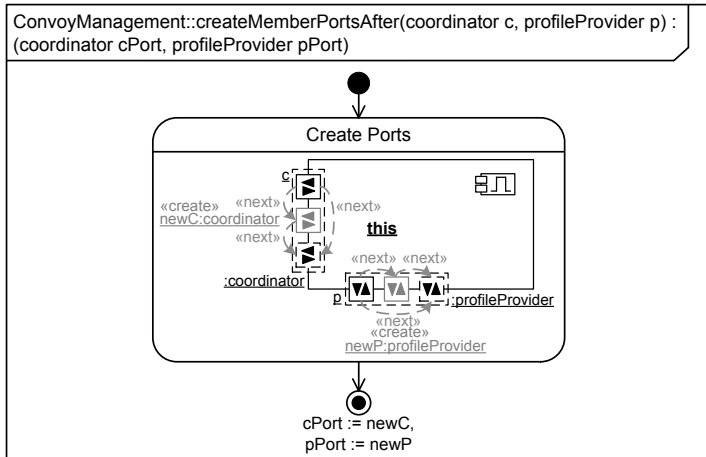 ConvoyManagement::createMemberPortsAfter(coordinator c, profileProvider p) :
(coordinator cPort, profileProvider pPort)
Create Ports
c
«create»
«next»
«next»
newC:coordinator
«next»
this
:coordinator
«next»
«next»
p
:profileProvider
«next»
«create»
newP:profileProvider
cPort := newC,
pPort := newP